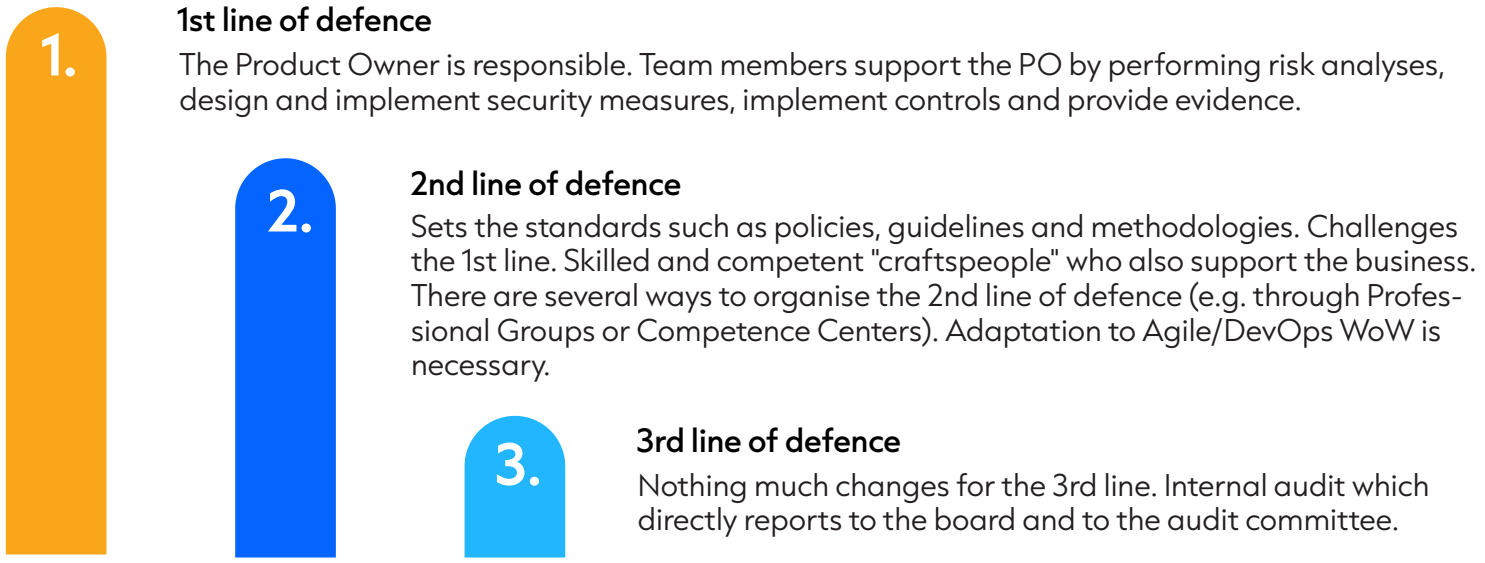 1.
1st line of defence
The Product Owner is responsible. Team members support the PO by performing risk analyses,
design and implement security measures, implement controls and provide evidence.
2.
2nd line of defence
Sets the standards such as policies, guidelines and methodologies. Challenges
the 1st line. Skilled and competent "craftspeople" who also support the business.
There are several ways to organise the 2nd line of defence (e.g. through Profes-
sional Groups or Competence Centers). Adaptation to Agile/DevOps WoW is
necessary.
3.
3rd line of defence
Nothing much changes for the 3rd line. Internal audit which
directly reports to the board and to the audit committee.